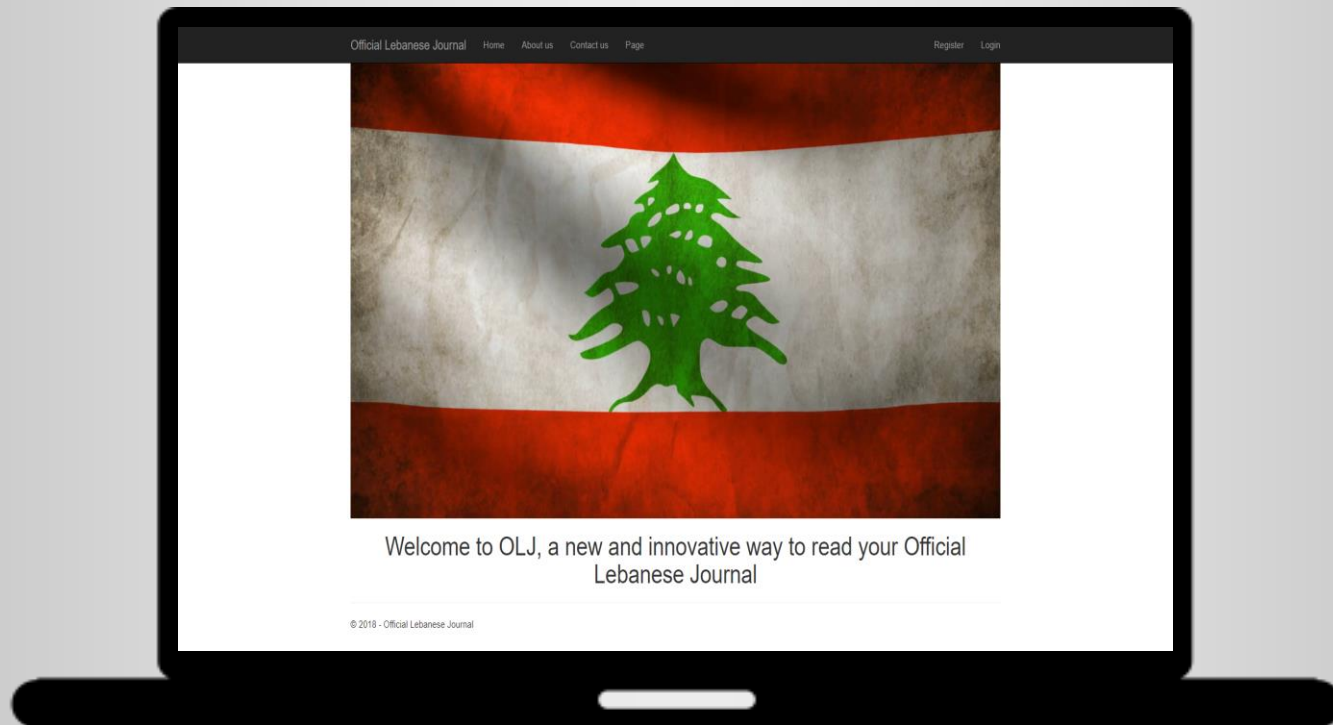 Official Lebanese Journal Home About us Contact us Page Register Login
Welcome to OLJ, a new and innovative way to read your Official
Lebanese Journal
© 2018 - Official Lebanese Journal